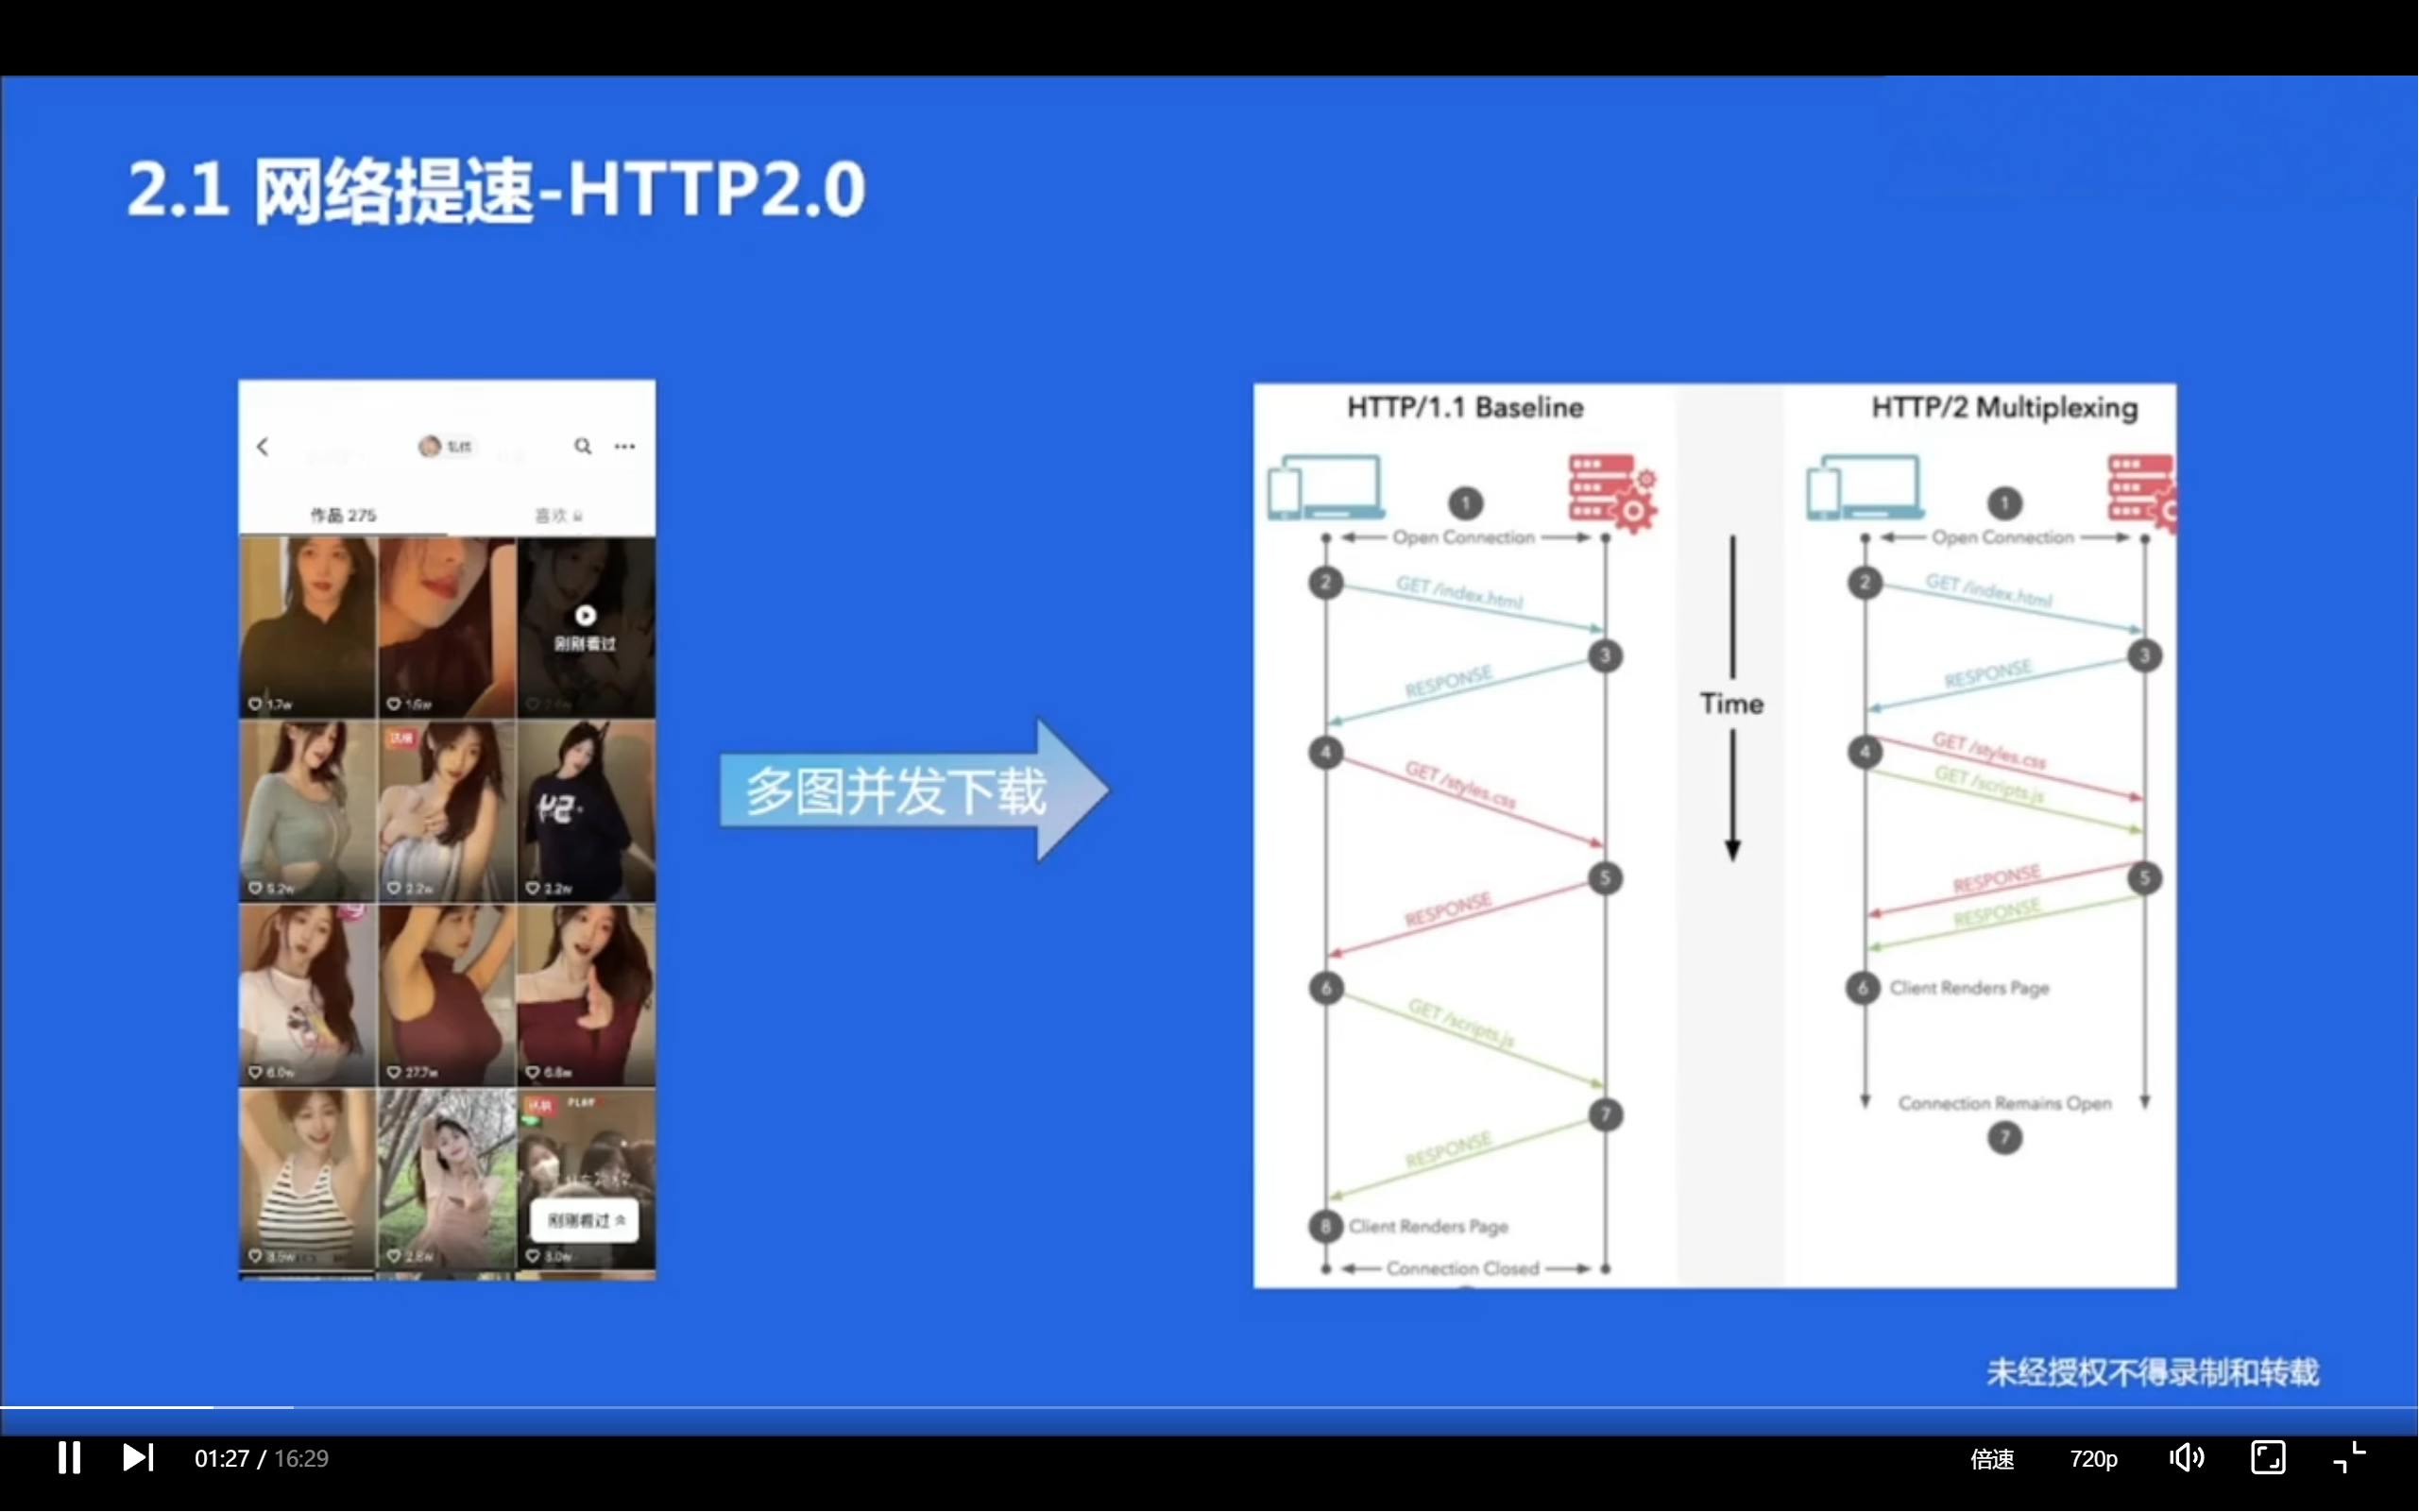 2.1 网络提速-HTTP2.0
私信
作品 275
喜欢
刚刚看过
1.7w
1.6w
5.2w
2.2w
2.2w
6.0w
27.7w
6.8w
PLAY
刚刚看过
3.5w
2.8w
3.0w
多图并发下载
HTTP/1.1 Baseline
1
Open Connection
2
GET /index.html
3
RESPONSE
4
GET /styles.css
5
RESPONSE
6
GET /scripts.js
7
RESPONSE
8 Client Renders Page
Connection Closed
Time
HTTP/2 Multiplexing
1
Open Connection
2
GET /index.html
3
RESPONSE
4
GET /styles.css
GET /scripts.js
5
RESPONSE
RESPONSE
6 Client Renders Page
Connection Remains Open
7
未经授权不得录制和转载
01:27 / 16:29
倍速
720p